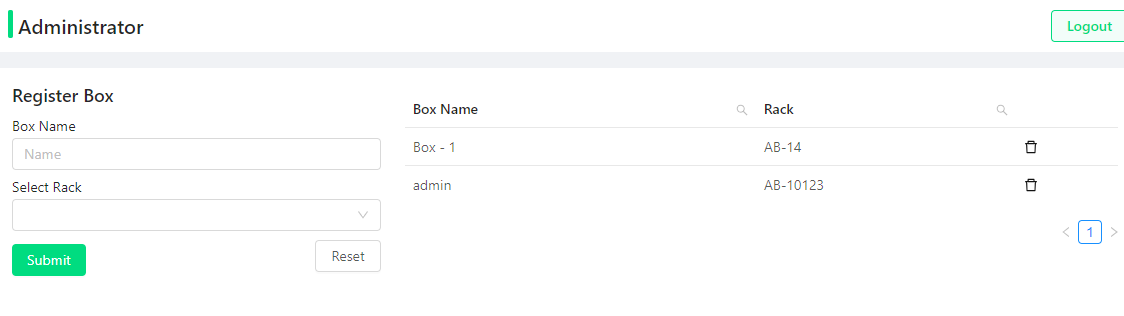 Administrator
Logout
Register Box
Box Name
Name
Select Rack
Submit
Reset
Box Name Rack
Box - 1 AB-14
admin AB-10123
1